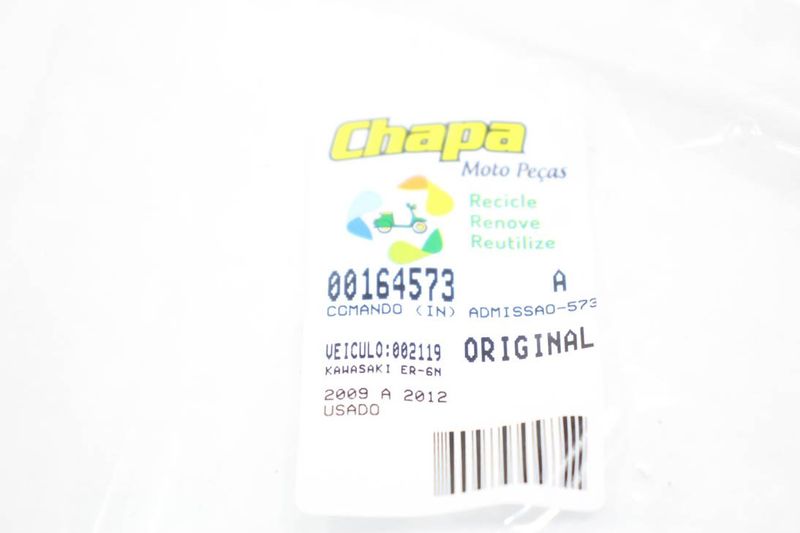 Chapa
Moto Peças
Recicle
Renove
Reutilize
00164573 A
COMANDO (IN) ADMISSAO-573
VEICULO:002119 ORIGINAL
KAWASAKI ER-6N
2009 A 2012
USADO